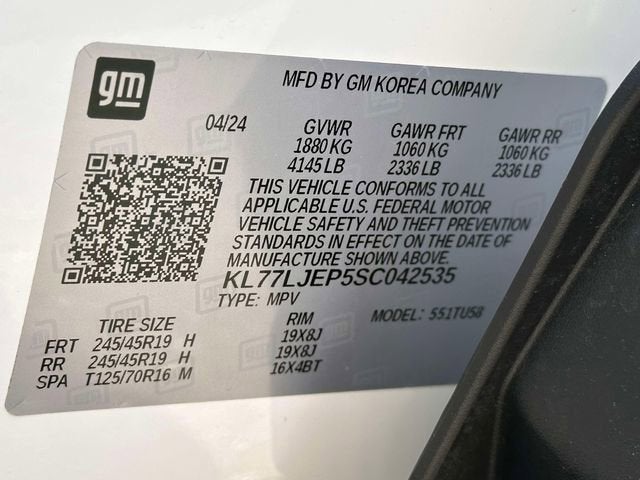 gm
MFD BY GM KOREA COMPANY
04/24 GVWR GAWR FRT GAWR RR
1880 KG 1060 KG 1060 KG
4145 LB 2336 LB 2336 LB
THIS VEHICLE CONFORMS TO ALL
APPLICABLE U.S. FEDERAL MOTOR
VEHICLE SAFETY AND THEFT PREVENTION
STANDARDS IN EFFECT ON THE DATE OF
MANUFACTURE SHOWN ABOVE.
KL77LJEP5SC042535
TYPE: MPV MODEL: 551TU58
TIRE SIZE RIM
FRT 245/45R19 H 19X8J
RR 245/45R19 H 19X8J
SPA T125/70R16 M 16X4BT